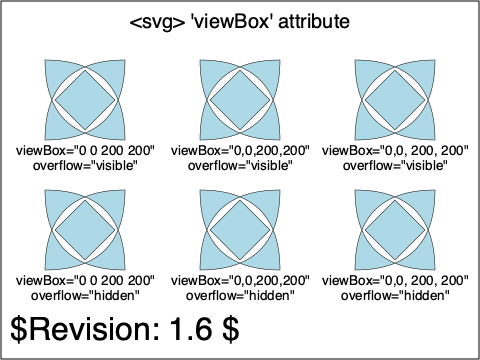 <svg> 'viewBox' attribute
viewBox="0 0 200 200" viewBox="0,0,200,200" viewBox="0,0, 200, 200"
overflow="visible" overflow="visible" overflow="visible"
viewBox="0 0 200 200" viewBox="0,0,200,200" viewBox="0,0, 200, 200"
overflow="hidden" overflow="hidden" overflow="hidden"
$Revision: 1.6 $